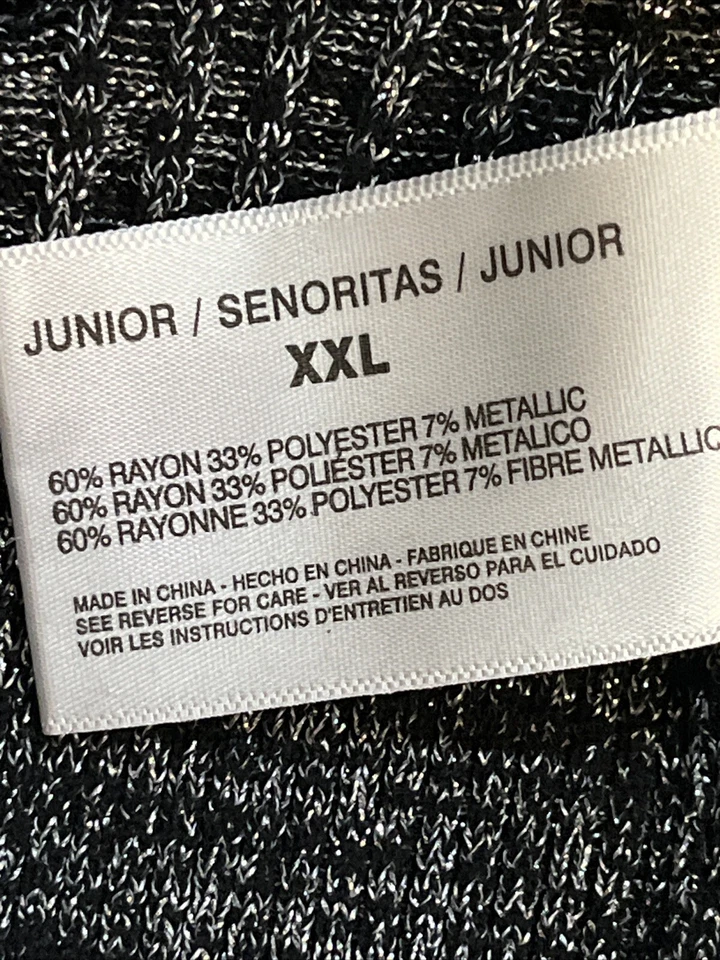 JUNIOR / SENORITAS / JUNIOR
XXL
60% RAYON 33% POLYESTER 7% METALLIC
60% RAYON 33% POLIÉSTER 7% METALICO
60% RAYONNE 33% POLYESTER 7% FIBRE METALLIC
MADE IN CHINA - HECHO EN CHINA - FABRIQUE EN CHINE
SEE REVERSE FOR CARE - VER AL REVERSO PARA EL CUIDADO
VOIR LES INSTRUCTIONS D'ENTRETIEN AU DOS